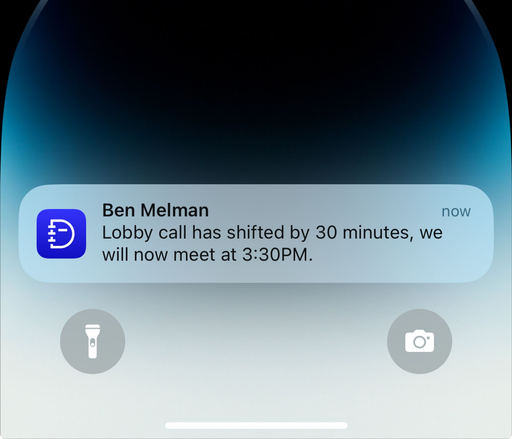 Ben Melman
now
Lobby call has shifted by 30 minutes, we
will now meet at 3:30PM.